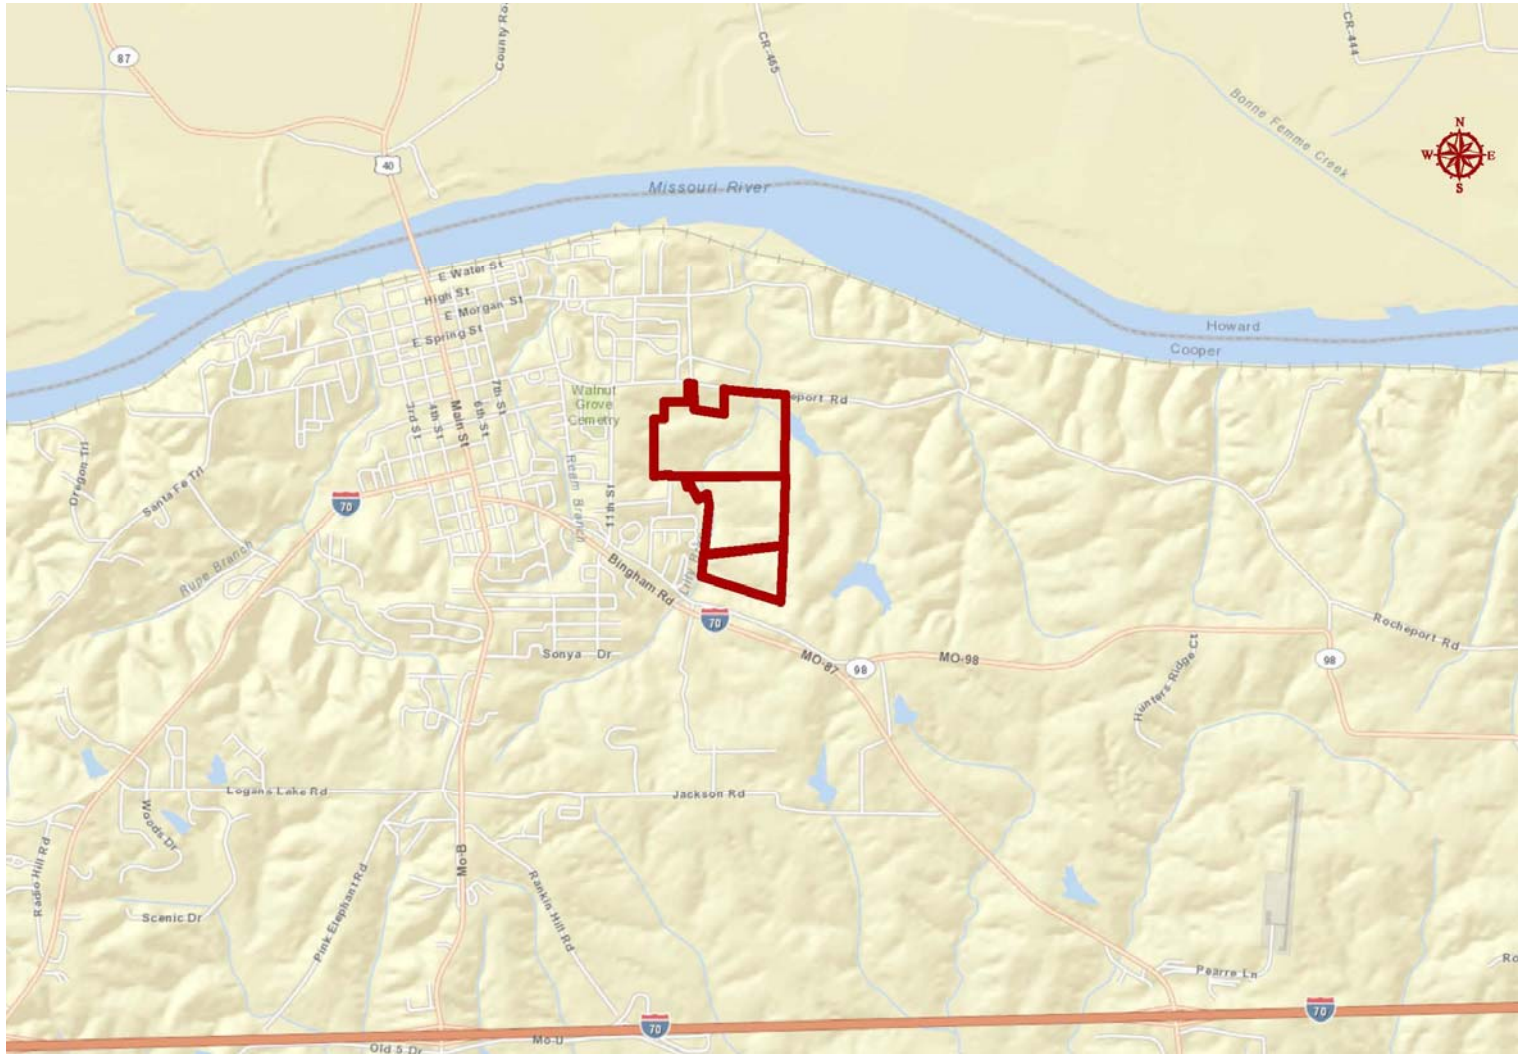 87
County Ro
CR-465
CR-444
Bonne Femme Creek
N
W E
S
40
Missouri River
E Water St
High St
E Morgan St
E Spring St
Howard
Cooper
Walnut
Grove
Cemetery
eport Rd
7th St
6th St
Main St
4th St
3rd St
Oregon Trl
Santa Fe Trl
70
Ream Branch
11th St
Rupe Branch
Bingham Rd
70
Sonya Dr
MO-87
98
MO-98
98
Rocheport Rd
Hunters Ridge Ct
Logans Lake Rd
Jackson Rd
Woods Dr
Radio Hill Rd
Mo-B
Scenic Dr
Pink Elephant Rd
Rankin Hill Rd
Pearre Ln
Ro
70
70
Mo-U
Old 5 Dr